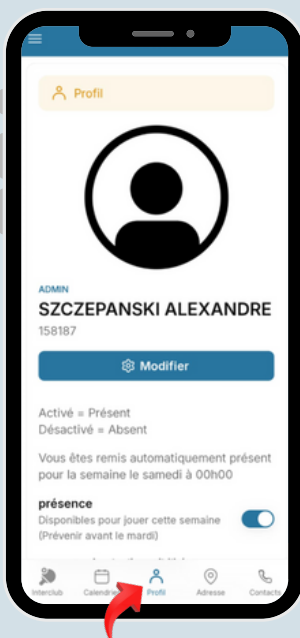 Profil
ADMIN
SZCZEPANSKI ALEXANDRE
158187
Modifier
Activé = Présent
Désactivé = Absent
Vous êtes remis automatiquement présent
pour la semaine le samedi à 00h00
présence
Disponibles pour jouer cette semaine
(Prévenir avant le mardi)
Interclub Calendrier Profil Adresse Contacts